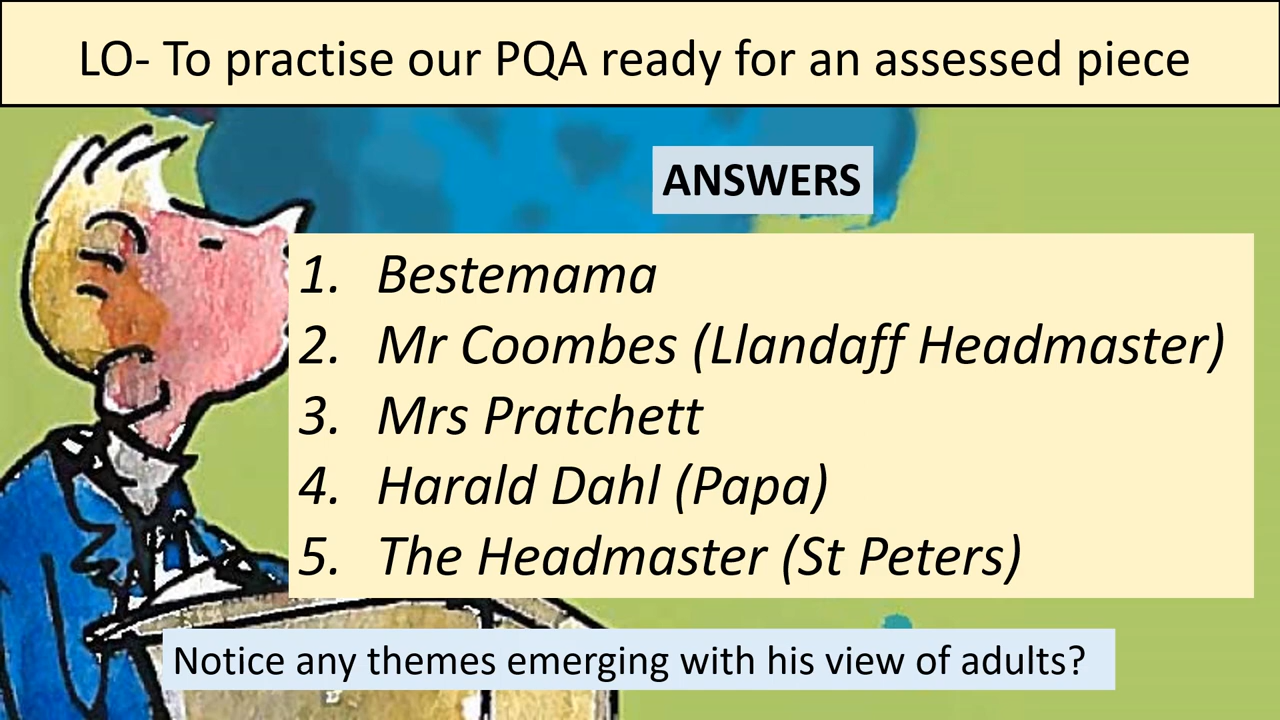 LO- To practise our PQA ready for an assessed piece
ANSWERS
1. Bestemama
2. Mr Coombes (Llandaff Headmaster)
3. Mrs Pratchett
4. Harald Dahl (Papa)
5. The Headmaster (St Peters)
Notice any themes emerging with his view of adults?